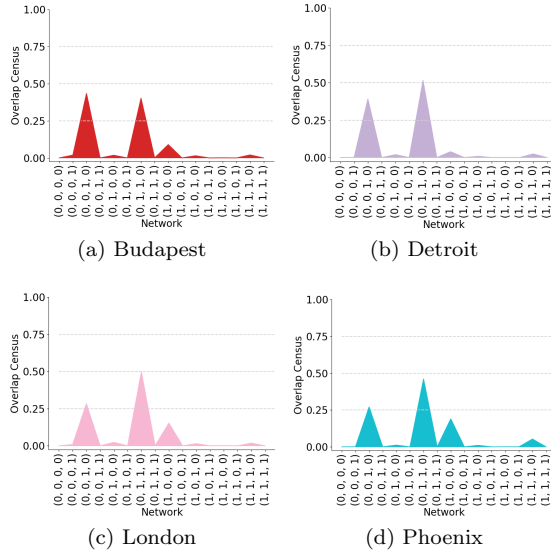 1.00
0.75
0.50
0.25
0.00
Overlap Census
(0, 0, 0, 0)
(0, 0, 0, 1)
(0, 0, 1, 0)
(0, 0, 1, 1)
(0, 1, 0, 0)
(0, 1, 0, 1)
(0, 1, 1, 0)
(0, 1, 1, 1)
(1, 0, 0, 0)
(1, 0, 0, 1)
(1, 0, 1, 0)
(1, 0, 1, 1)
(1, 1, 0, 0)
(1, 1, 0, 1)
(1, 1, 1, 0)
(1, 1, 1, 1)
Network
(a) Budapest
1.00
0.75
0.50
0.25
0.00
Overlap Census
(0, 0, 0, 0)
(0, 0, 0, 1)
(0, 0, 1, 0)
(0, 0, 1, 1)
(0, 1, 0, 0)
(0, 1, 0, 1)
(0, 1, 1, 0)
(0, 1, 1, 1)
(1, 0, 0, 0)
(1, 0, 0, 1)
(1, 0, 1, 0)
(1, 0, 1, 1)
(1, 1, 0, 0)
(1, 1, 0, 1)
(1, 1, 1, 0)
(1, 1, 1, 1)
Network
(b) Detroit
1.00
0.75
0.50
0.25
0.00
Overlap Census
(0, 0, 0, 0)
(0, 0, 0, 1)
(0, 0, 1, 0)
(0, 0, 1, 1)
(0, 1, 0, 0)
(0, 1, 0, 1)
(0, 1, 1, 0)
(0, 1, 1, 1)
(1, 0, 0, 0)
(1, 0, 0, 1)
(1, 0, 1, 0)
(1, 0, 1, 1)
(1, 1, 0, 0)
(1, 1, 0, 1)
(1, 1, 1, 0)
(1, 1, 1, 1)
Network
(c) London
1.00
0.75
0.50
0.25
0.00
Overlap Census
(0, 0, 0, 0)
(0, 0, 0, 1)
(0, 0, 1, 0)
(0, 0, 1, 1)
(0, 1, 0, 0)
(0, 1, 0, 1)
(0, 1, 1, 0)
(0, 1, 1, 1)
(1, 0, 0, 0)
(1, 0, 0, 1)
(1, 0, 1, 0)
(1, 0, 1, 1)
(1, 1, 0, 0)
(1, 1, 0, 1)
(1, 1, 1, 0)
(1, 1, 1, 1)
Network
(d) Phoenix